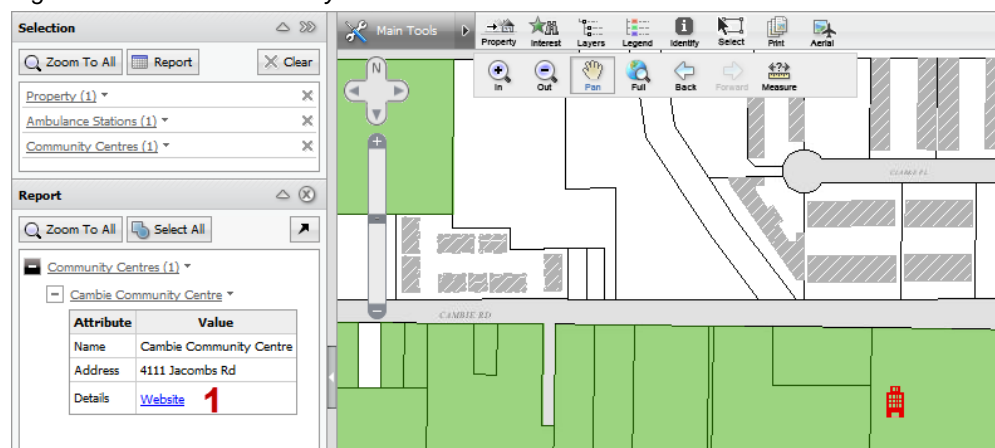 Selection
Zoom To All Report Clear
Property (1)
Ambulance Stations (1)
Community Centres (1)
Report
Zoom To All Select All
Community Centres (1)
Cambie Community Centre
Attribute Value
Name Cambie Community Centre
Address 4111 Jacombs Rd
Details Website 1
Main Tools
Property Interest Layers Legend Identify Select Print Aerial
In Out Pan Full Back Forward Measure
N
CLARKE PL
CAMBIE RD